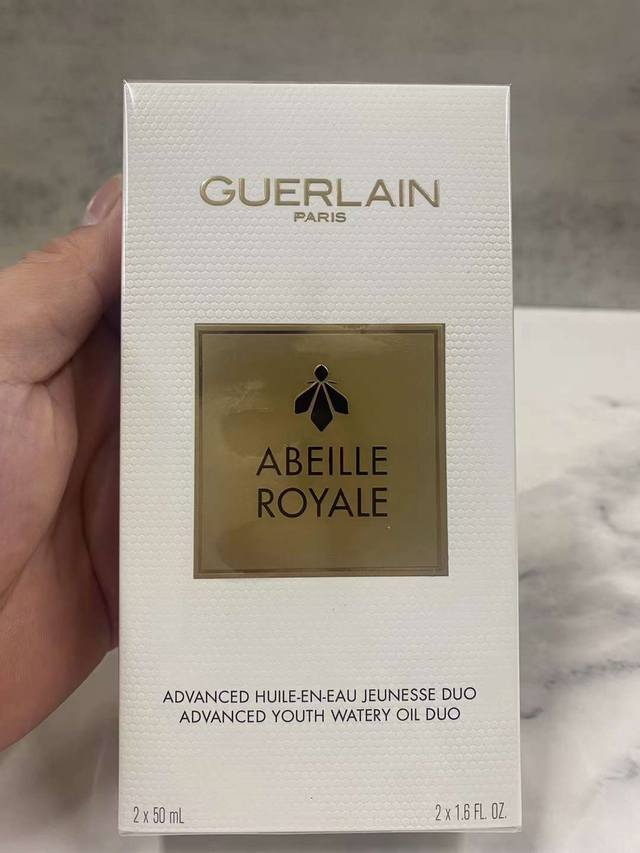 GUERLAIN
PARIS
ABEILLE
ROYALE
ADVANCED HUILE-EN-EAU JEUNESSE DUO
ADVANCED YOUTH WATERY OIL DUO
2 x 50 mL
2 x 1.6 FL. OZ.